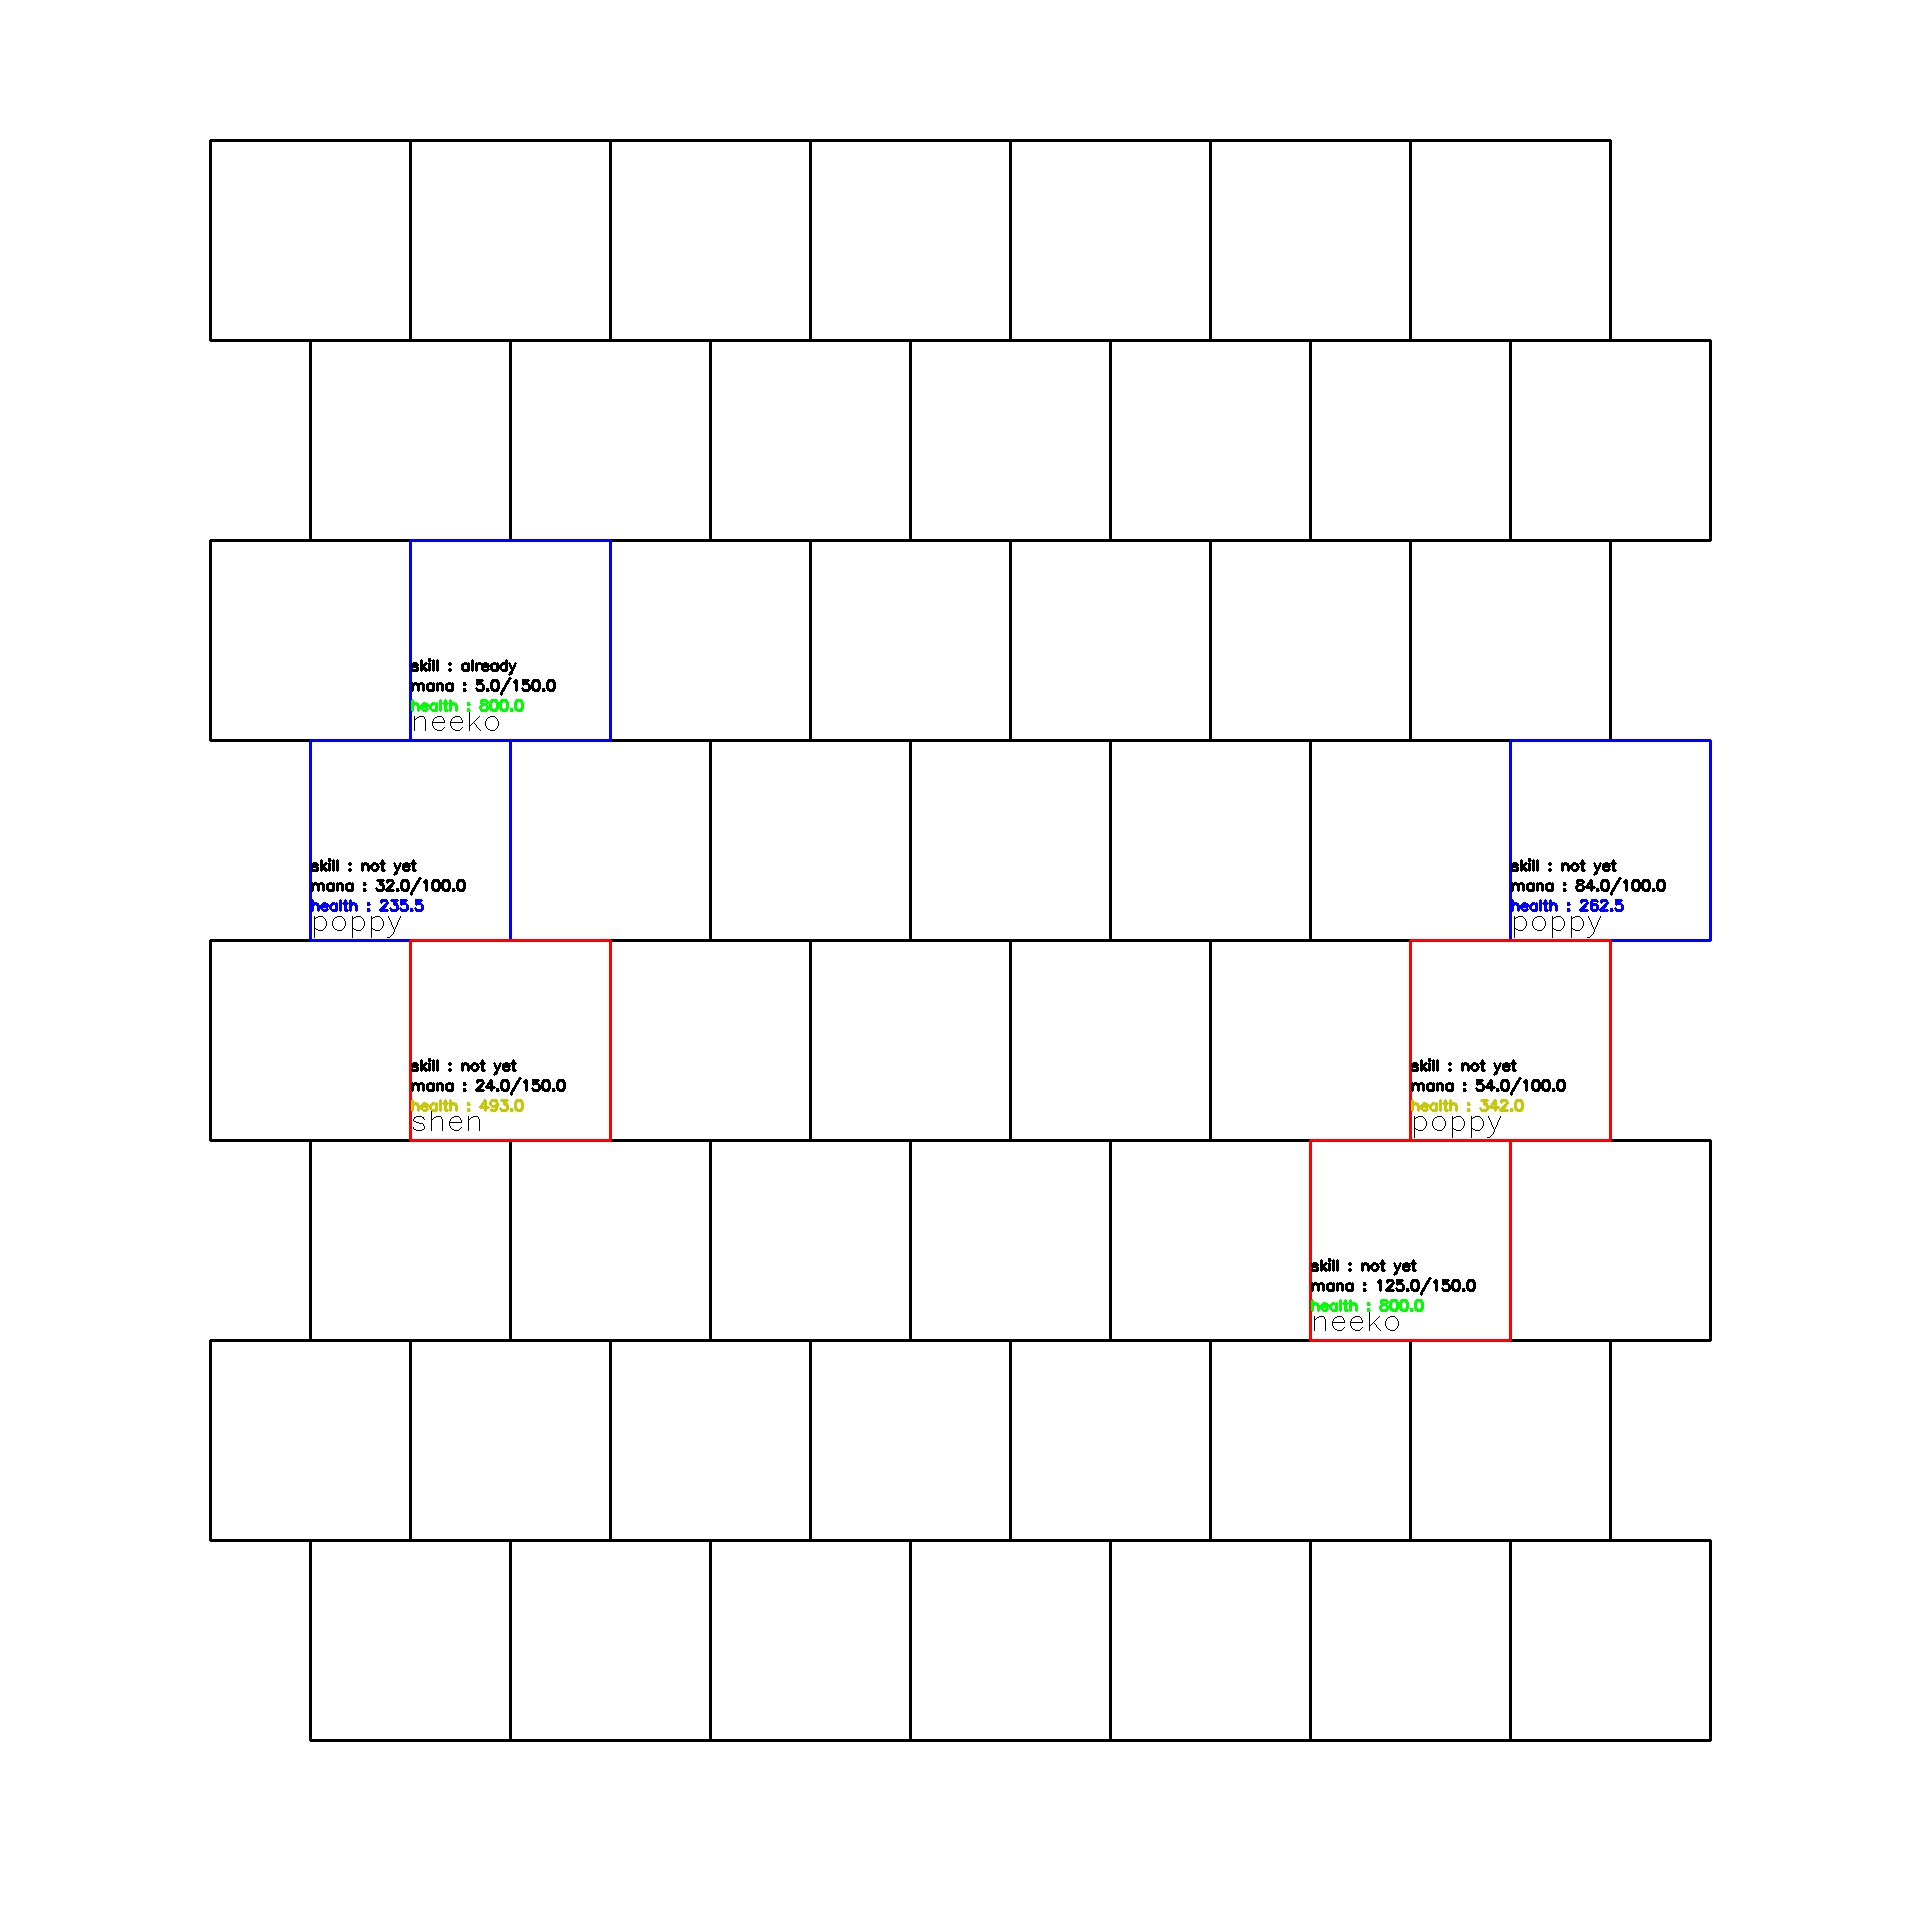 skill : already
mana : 5.0/150.0
health : 800.0
neeko
skill : not yet
mana : 32.0/100.0
health : 235.5
poppy
skill : not yet
mana : 84.0/100.0
health : 262.5
poppy
skill : not yet
mana : 24.0/150.0
health : 493.0
shen
skill : not yet
mana : 54.0/100.0
health : 342.0
poppy
skill : not yet
mana : 125.0/150.0
health : 800.0
neeko